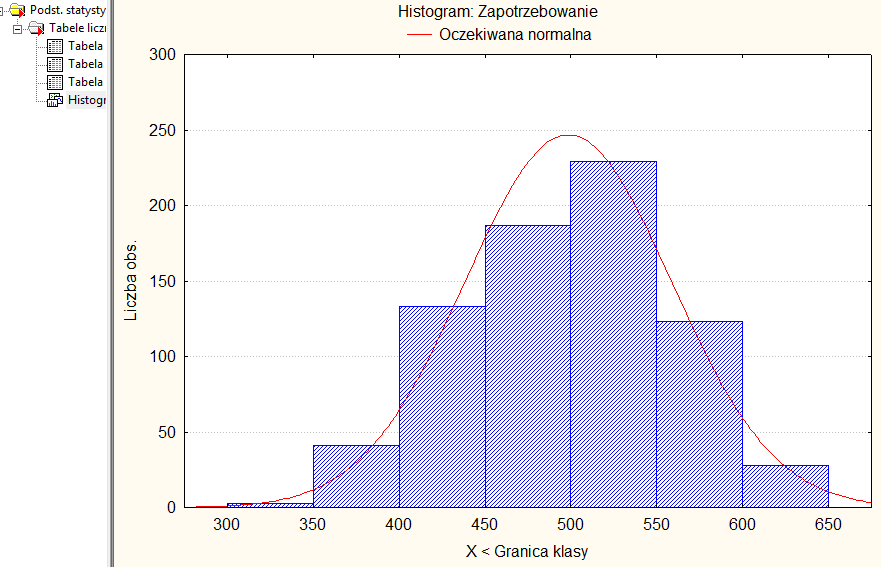 Podst. statysty
Tabele liczn
Tabela
Tabela
Tabela
Histogr
Histogram: Zapotrzebowanie
Oczekiwana normalna
300
250
200
150
100
50
0
Liczba obs.
300 350 400 450 500 550 600 650
X < Granica klasy